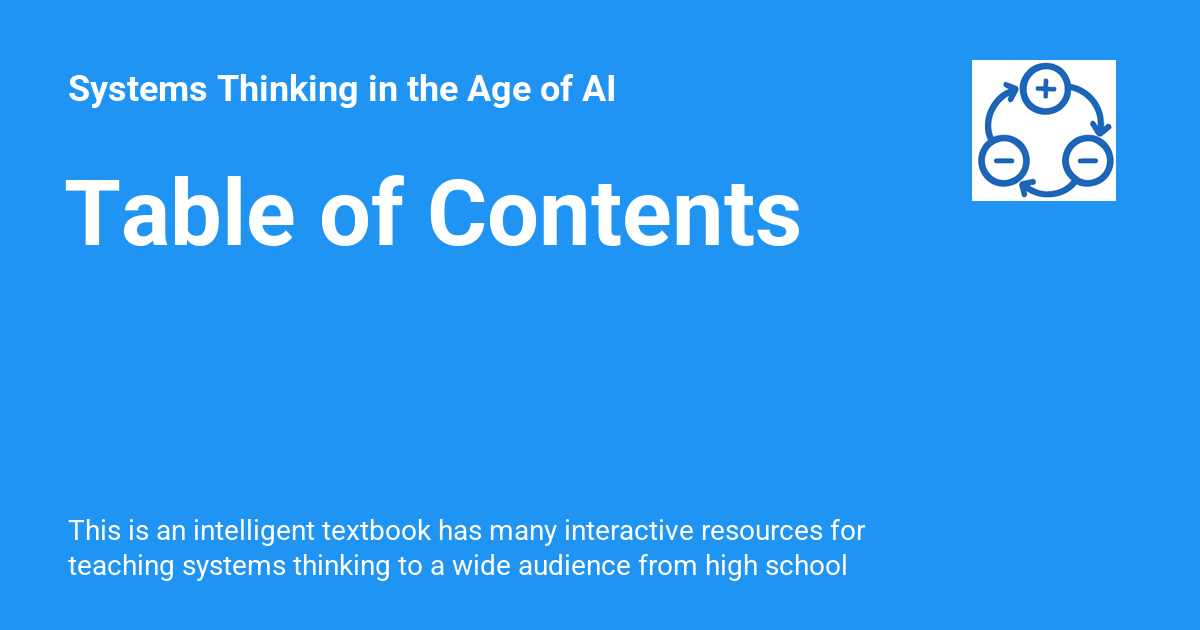 Systems Thinking in the Age of AI
Table of Contents
This is an intelligent textbook has many interactive resources for
teaching systems thinking to a wide audience from high school